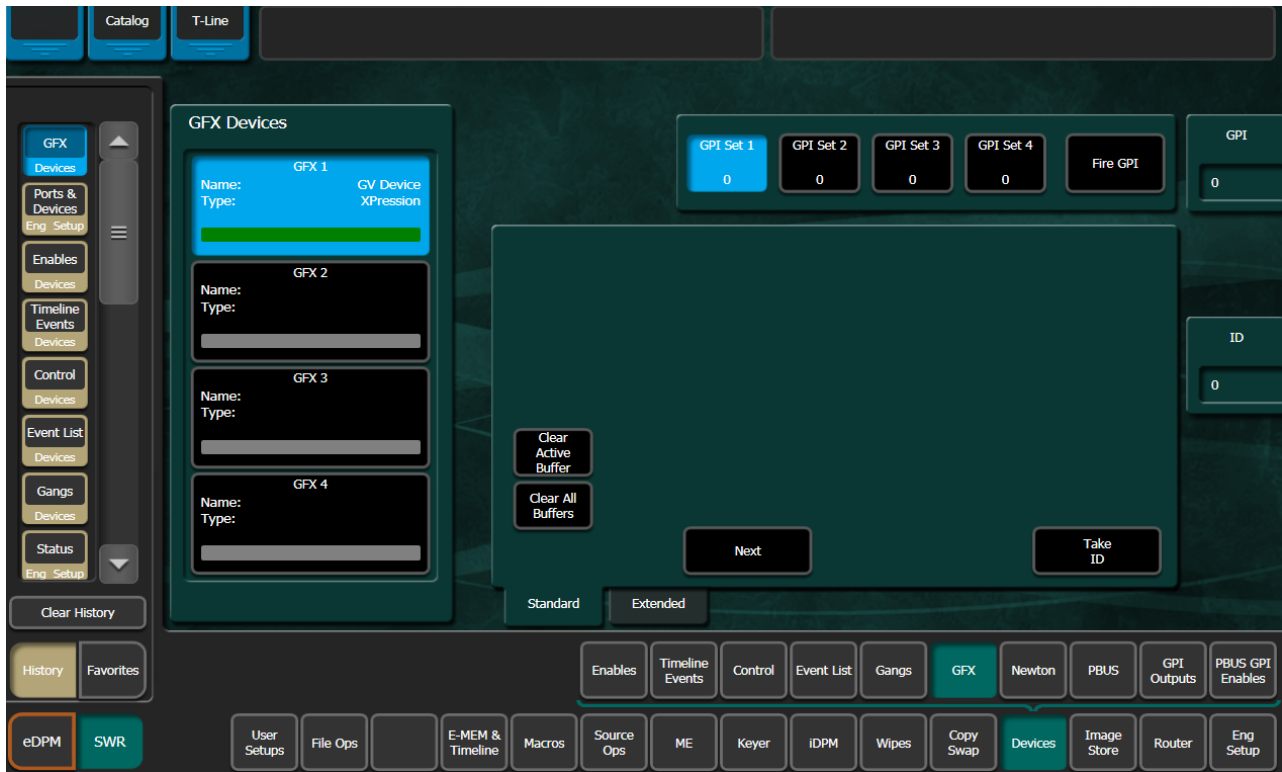 Catalog
T-Line
GFX
Devices
Ports &
Devices
Eng Setup
Enables
Devices
Timeline
Events
Devices
Control
Devices
Event List
Devices
Gangs
Devices
Status
Eng Setup
Clear History
History
Favorites
eDPM
SWR
GFX Devices
GFX 1
Name: GV Device
Type: XPression
GFX 2
Name:
Type:
GFX 3
Name:
Type:
GFX 4
Name:
Type:
GPI Set 1
0
GPI Set 2
0
GPI Set 3
0
GPI Set 4
0
Fire GPI
GPI
0
ID
0
Clear
Active
Buffer
Clear All
Buffers
Next
Take
ID
Standard
Extended
Enables
Timeline
Events
Control
Event List
Gangs
GFX
Newton
PBUS
GPI
Outputs
PBUS GPI
Enables
User
Setups
File Ops
E-MEM &
Timeline
Macros
Source
Ops
ME
Keyer
iDPM
Wipes
Copy
Swap
Devices
Image
Store
Router
Eng
Setup